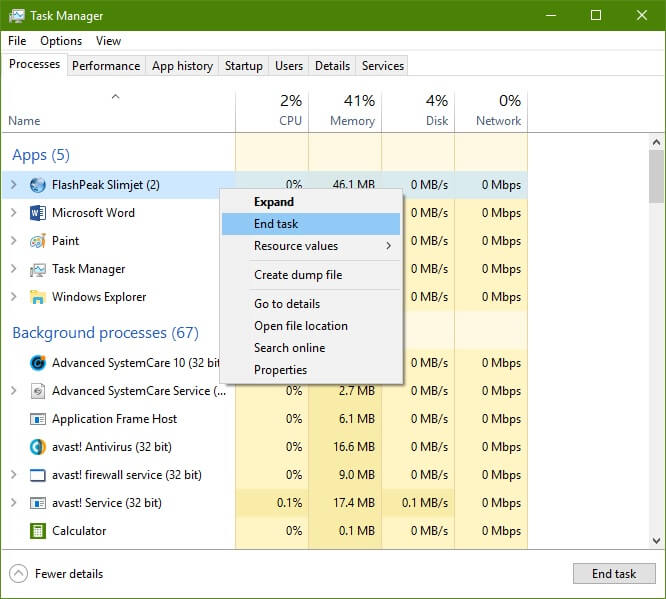 Task Manager
File Options View
Processes Performance App history Startup Users Details Services
2% 41% 4% 0%
Name CPU Memory Disk Network
Apps (5)
FlashPeak Slimjet (2) 0% 46.1 MB 0 MB/s 0 Mbps
Microsoft Word 0 MB/s 0 Mbps
Paint 0 MB/s 0 Mbps
Task Manager 0 MB/s 0 Mbps
Windows Explorer 0 MB/s 0 Mbps
Expand
End task
Resource values
Create dump file
Go to details
Open file location
Search online
Properties
Background processes (67)
Advanced SystemCare 10 (32 bit 0 MB/s 0 Mbps
Advanced SystemCare Service (... 0% 2.7 MB 0 MB/s 0 Mbps
Application Frame Host 0% 6.1 MB 0 MB/s 0 Mbps
avast! Antivirus (32 bit) 0% 16.6 MB 0 MB/s 0 Mbps
avast! firewall service (32 bit) 0% 9.0 MB 0 MB/s 0 Mbps
avast! Service (32 bit) 0.1% 17.4 MB 0.1 MB/s 0 Mbps
Calculator 0% 0.1 MB 0 MB/s 0 Mbps
Fewer details End task